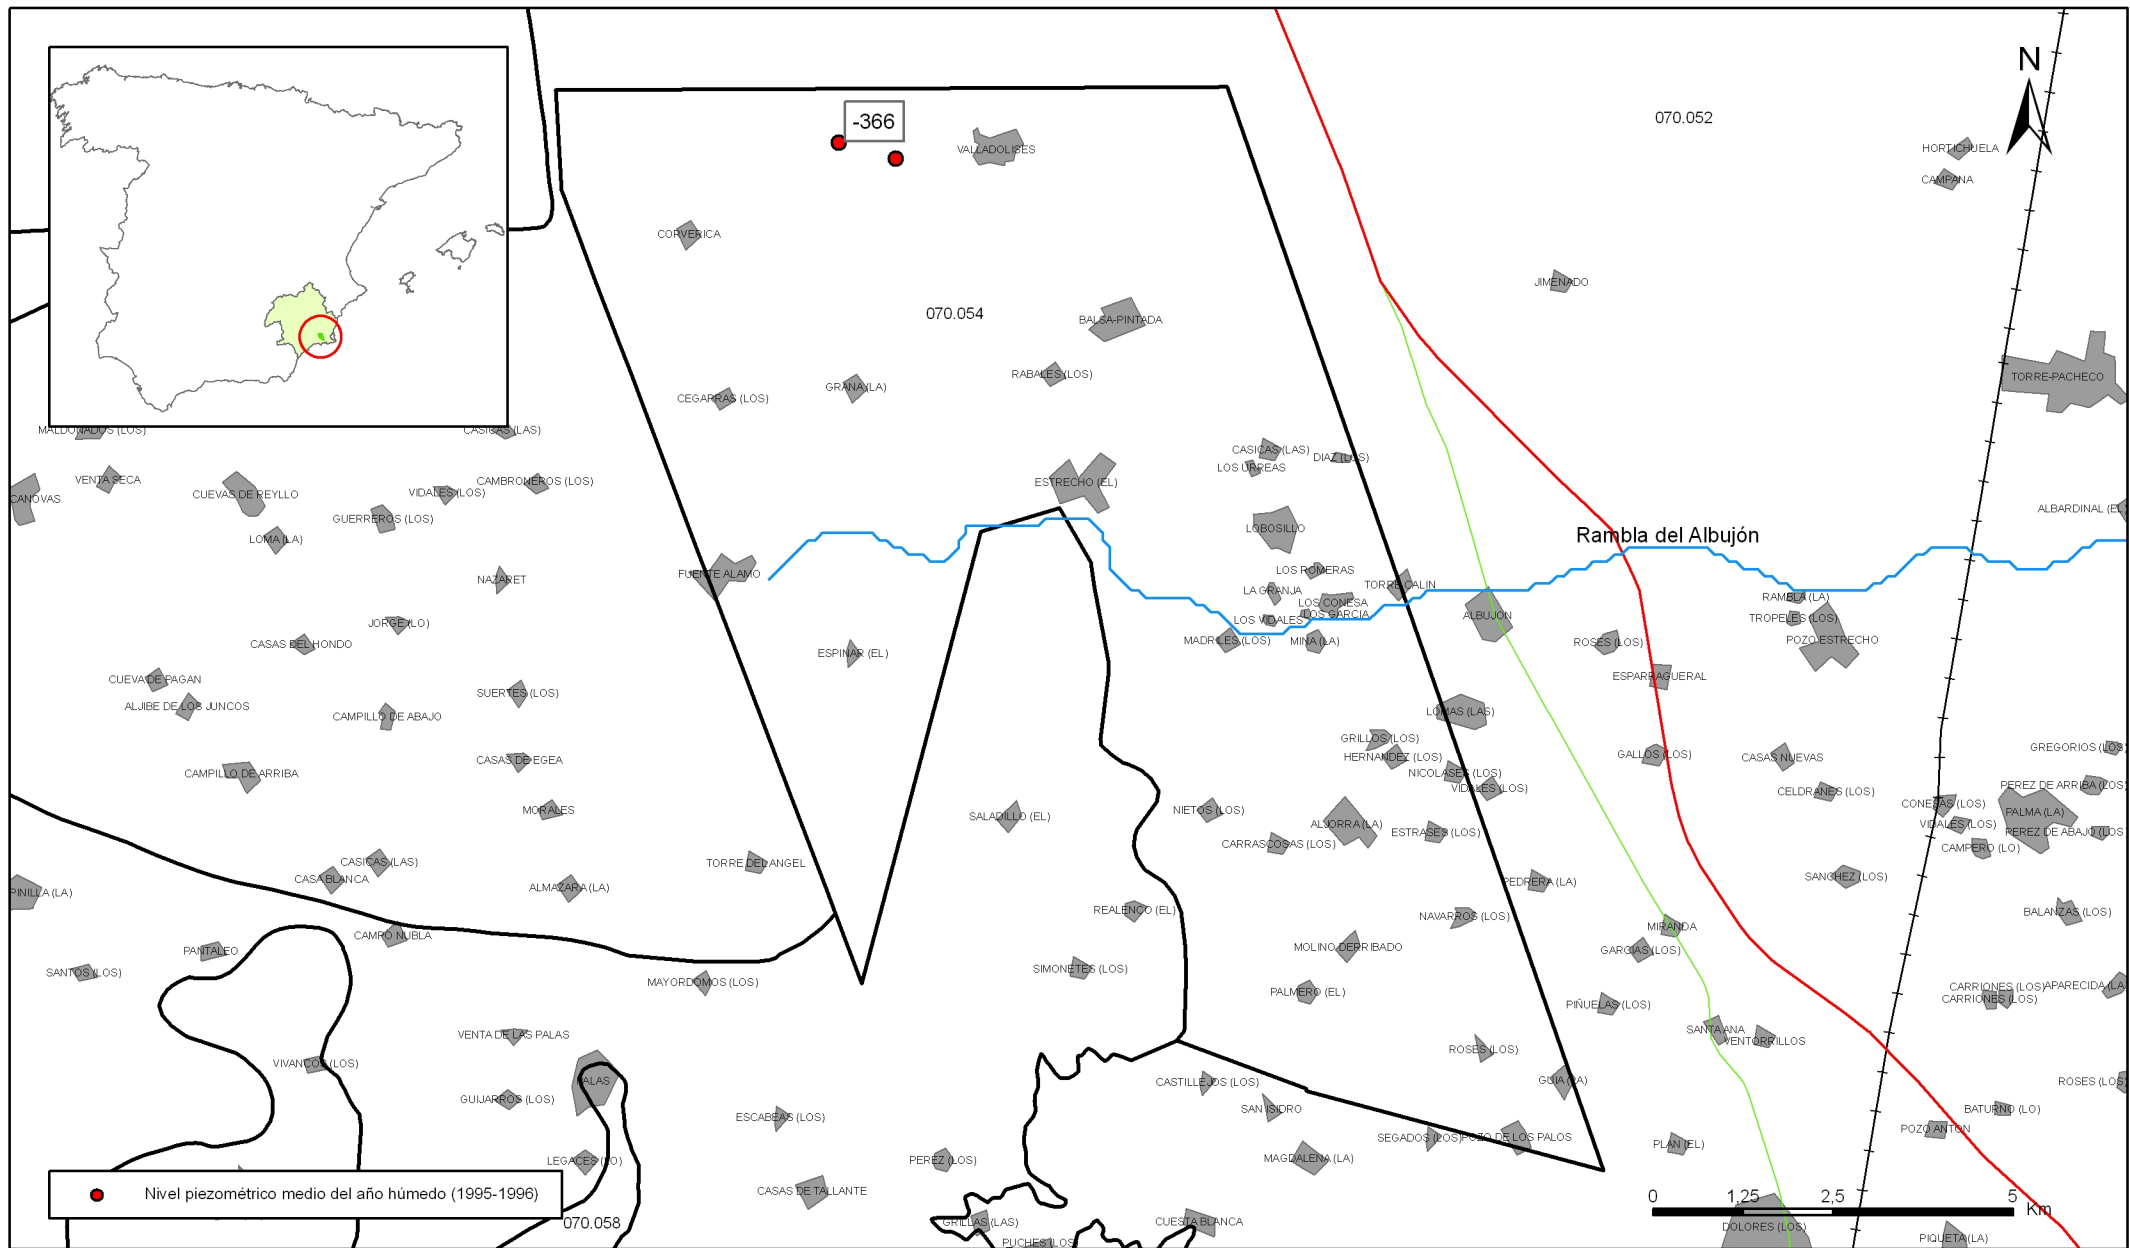 N
070.052
-366
HORTICHUELA
VALLADOLISES
CAMPANA
CORVERICA
JIMENADO
070.054
BALSA-PINTADA
RABALES (LOS)
TORRE-PACHECO
GRANA (LA)
CEGARRAS (LOS)
MALDONADOS (LOS)
CASICAS (LAS)
CASICAS (LAS)
DIAZ (LOS)
LOS URREAS
VENTA SECA
CAMBRONEROS (LOS)
ESTRECHO (EL)
CANOVAS
CUEVAS DE REYLLO
VIDALES (LOS)
ALBARDINAL (EL)
GUERREROS (LOS)
LOBOSILLO
Rambla del Albujón
LOMA (LA)
FUENTE ALAMO
LOS ROMERAS
NAZARET
TORRE CALIN
LA GRANJA
RAMBLA (LA)
LOS CONESA
LOS GARCIA
ALBUJON
LOS VIDALES
TROPELES (LOS)
JORGE (LO)
MADRILES (LOS)
MINA (LA)
ROSES (LOS)
POZO ESTRECHO
CASAS DEL HONDO
ESPINAR (EL)
ESPARRAGUERAL
CUEVA DE PAGAN
SUERTES (LOS)
ALJIBE DE LOS JUNCOS
LOMAS (LAS)
CAMPILLO DE ABAJO
GRILLOS (LOS)
GREGORIOS (LOS)
HERNANDEZ (LOS)
GALLOS (LOS)
CASAS NUEVAS
CASAS DE EGEA
CAMPILLO DE ARRIBA
NICOLASES (LOS)
VIDALES (LOS)
PEREZ DE ARRIBA (LOS)
CELDRANES (LOS)
CONESAS (LOS)
MORALES
NIETOS (LOS)
PALMA (LA)
SALADILLO (EL)
ALJORRA (LA)
VIDALES (LOS)
ESTRASES (LOS)
PEREZ DE ABAJO (LOS)
CARRASCOSAS (LOS)
CAMPERO (LO)
CASICAS (LAS)
TORRE DEL ANGEL
CASA BLANCA
SANCHEZ (LOS)
PEDRERA (LA)
ALMAZARA (LA)
PINILLA (LA)
REALENCO (EL)
BALANZAS (LOS)
NAVARROS (LOS)
MIRANDA
CAMPO NUBLA
MOLINO DERRIBADO
PANTALEO
GARCIAS (LOS)
SIMONETES (LOS)
SANTOS (LOS)
MAYORDOMOS (LOS)
CARRIONES (LOS)
APARECIDA (LA)
PALMERO (EL)
CARRIONES (LOS)
PIÑUELAS (LOS)
SANTA ANA
VENTA DE LAS PALAS
VENTORRILLOS
ROSES (LOS)
VIVANCOS (LOS)
PALAS
CASTILLEJOS (LOS)
GUIA (LA)
ROSES (LOS)
GUIJARROS (LOS)
SAN ISIDRO
BATURNO (LO)
ESCABEAS (LOS)
POZO ANTON
SEGADOS (LOS)
POZO DE LOS PALOS
PLAN (EL)
LEGACES (LO)
PEREZ (LOS)
MAGDALENA (LA)
CASAS DE TALLANTE
Nivel piezométrico medio del año húmedo (1995-1996)
0 1,25 2,5 5
Km
070.058
GRILLAS (LAS)
CUESTA BLANCA
DOLORES (LOS)
PUCHES (LOS)
PIQUETA (LA)